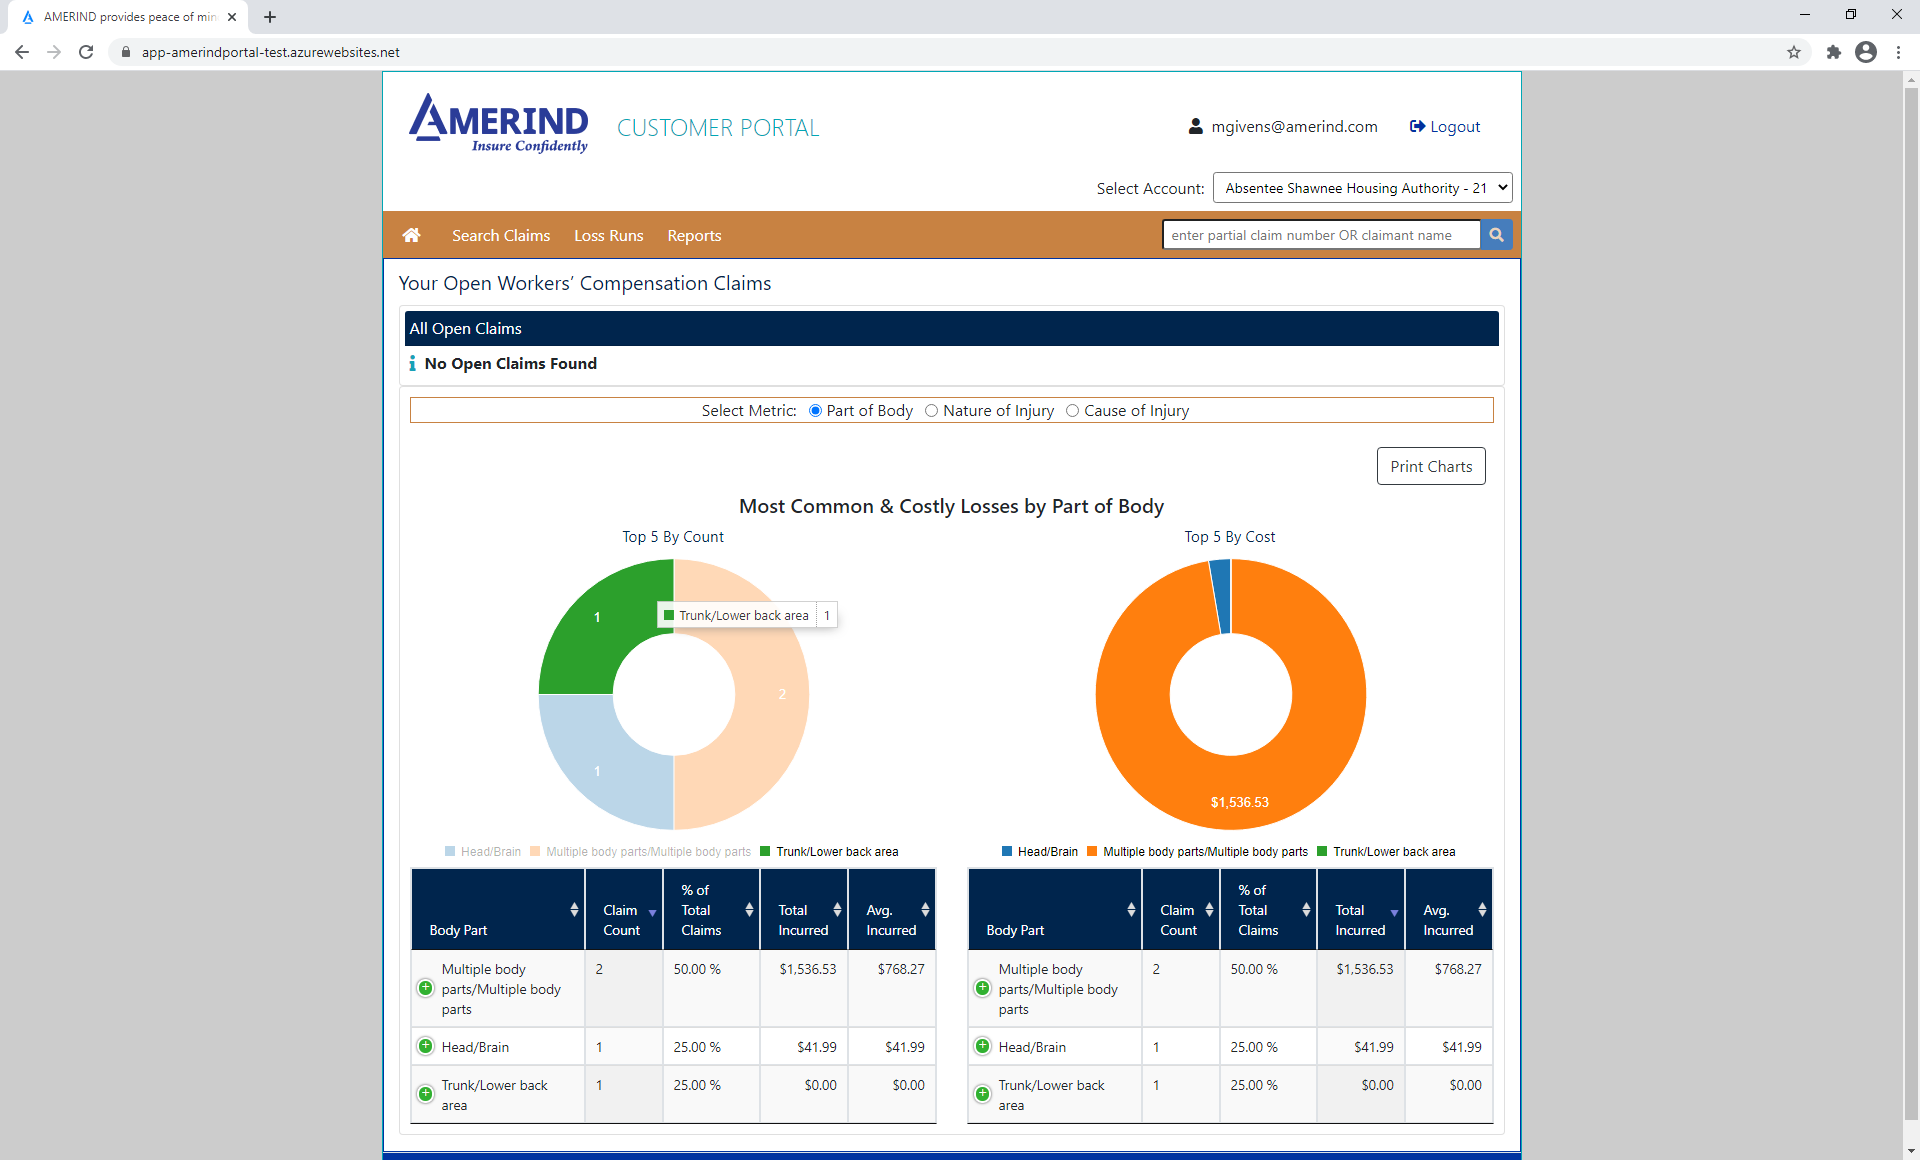 AMERIND provides peace of min
app-amerindportal-test.azurewebsites.net
AMERIND
Insure Confidently
CUSTOMER PORTAL
mgivens@amerind.com
Logout
Select Account: Absentee Shawnee Housing Authority - 21
Search Claims Loss Runs Reports
enter partial claim number OR claimant name
Your Open Workers’ Compensation Claims
All Open Claims
No Open Claims Found
Select Metric: Part of Body Nature of Injury Cause of Injury
Print Charts
Most Common & Costly Losses by Part of Body
Top 5 By Count
1
Trunk/Lower back area 1
2
1
Head/Brain Multiple body parts/Multiple body parts Trunk/Lower back area
Top 5 By Cost
$1,536.53
Head/Brain Multiple body parts/Multiple body parts Trunk/Lower back area
Body Part Claim Count % of Total Claims Total Incurred Avg. Incurred
Multiple body parts/Multiple body parts 2 50.00 % $1,536.53 $768.27
Head/Brain 1 25.00 % $41.99 $41.99
Trunk/Lower back area 1 25.00 % $0.00 $0.00
Body Part Claim Count % of Total Claims Total Incurred Avg. Incurred
Multiple body parts/Multiple body parts 2 50.00 % $1,536.53 $768.27
Head/Brain 1 25.00 % $41.99 $41.99
Trunk/Lower back area 1 25.00 % $0.00 $0.00